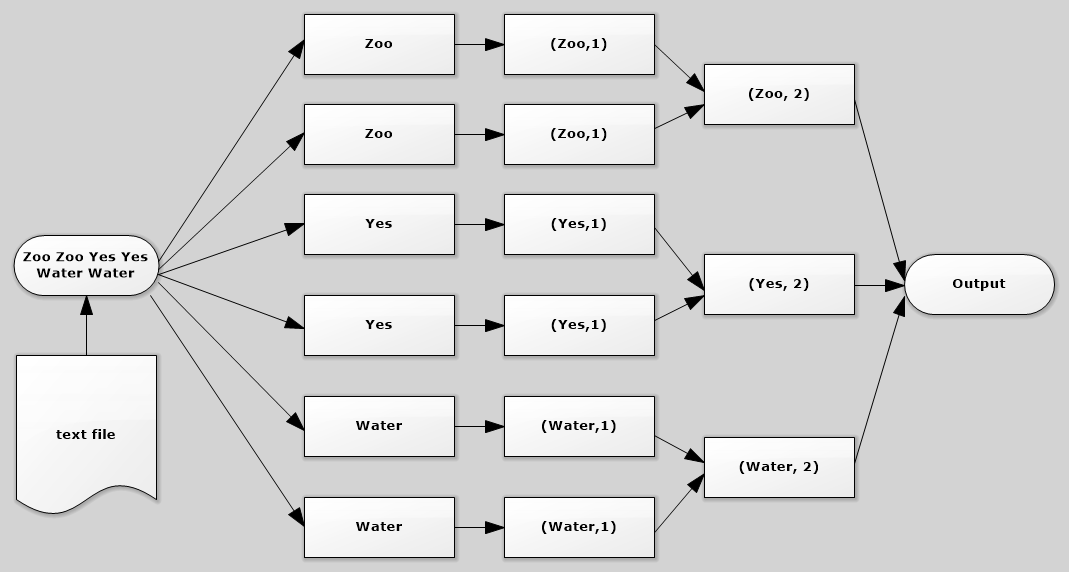 Zoo
(Zoo,1)
(Zoo, 2)
Zoo
(Zoo,1)
Yes
(Yes,1)
Zoo Zoo Yes Yes
Water Water
(Yes, 2)
Output
Yes
(Yes,1)
text file
Water
(Water,1)
(Water, 2)
Water
(Water,1)